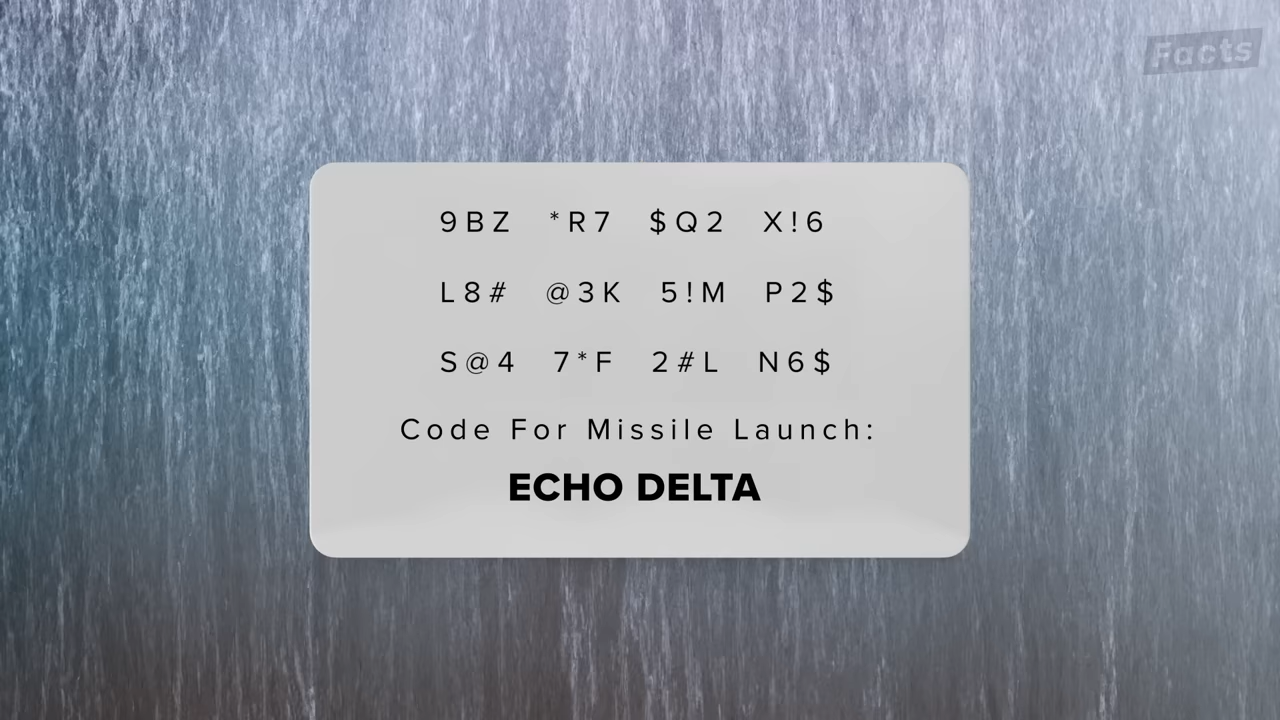 Facts
9BZ *R7 $Q2 X!6
L8# @3K 5!M P2$
S@4 7*F 2#L N6$
Code For Missile Launch:
ECHO DELTA